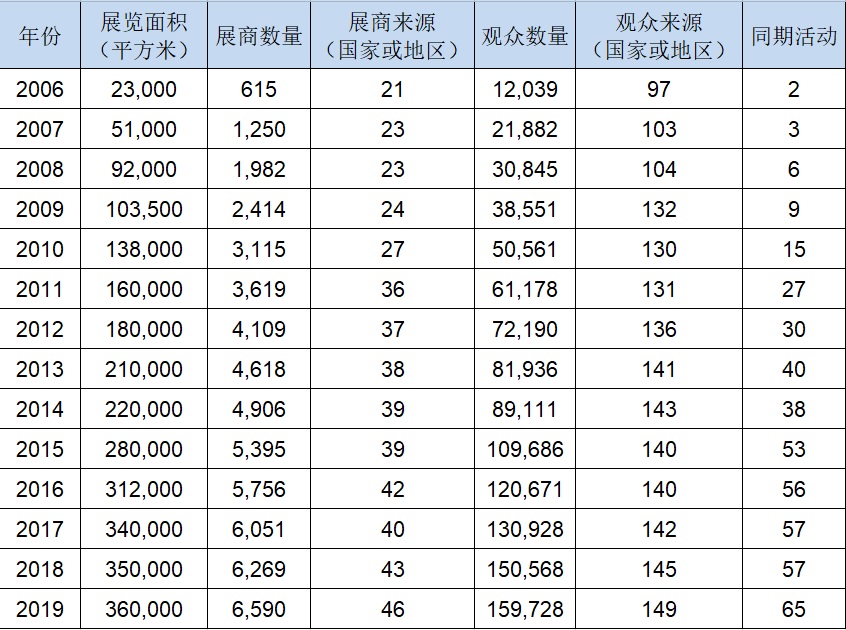 年份 展览面积（平方米） 展商数量 展商来源（国家或地区） 观众数量 观众来源（国家或地区） 同期活动
2006 23,000 615 21 12,039 97 2
2007 51,000 1,250 23 21,882 103 3
2008 92,000 1,982 23 30,845 104 6
2009 103,500 2,414 24 38,551 132 9
2010 138,000 3,115 27 50,561 130 15
2011 160,000 3,619 36 61,178 131 27
2012 180,000 4,109 37 72,190 136 30
2013 210,000 4,618 38 81,936 141 40
2014 220,000 4,906 39 89,111 143 38
2015 280,000 5,395 39 109,686 140 53
2016 312,000 5,756 42 120,671 140 56
2017 340,000 6,051 40 130,928 142 57
2018 350,000 6,269 43 150,568 145 57
2019 360,000 6,590 46 159,728 149 65